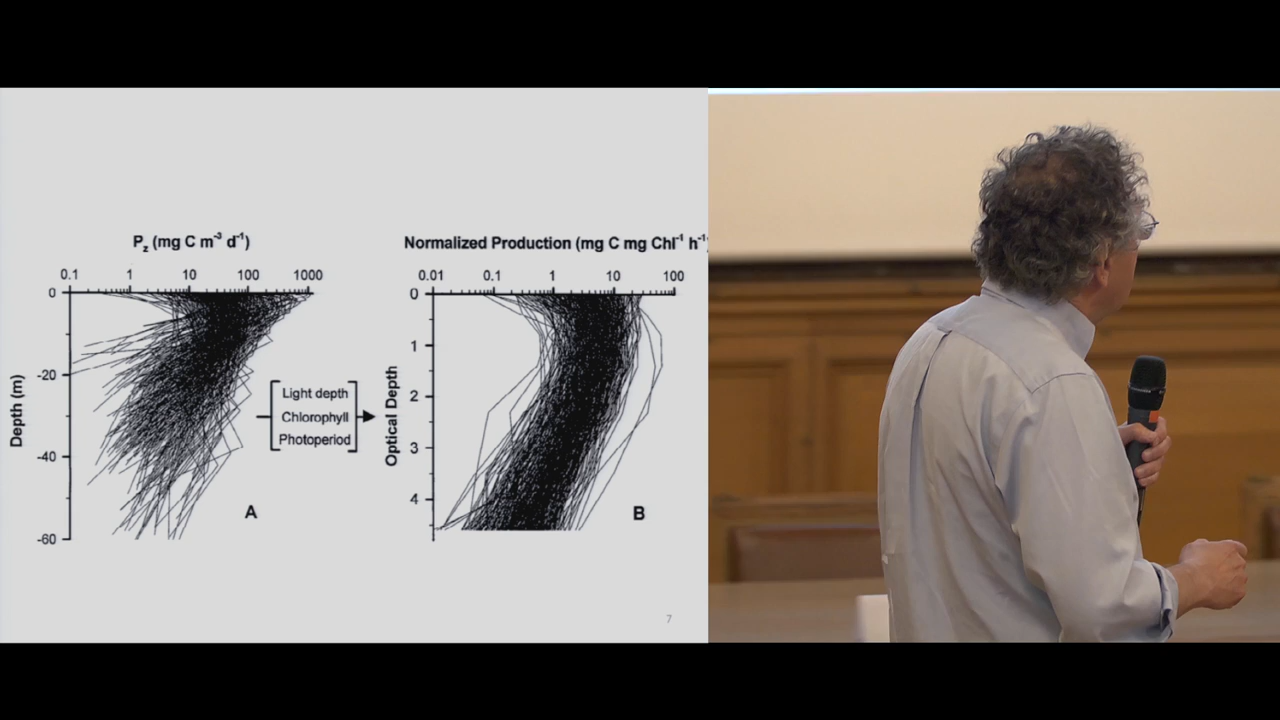 P_z (mg C m⁻³ d⁻¹)
0.1 1 10 100 1000
0
-20
-40
-60
Depth (m)
A
Light depth
Chlorophyll
Photoperiod
Normalized Production (mg C mg Chl⁻¹ h⁻¹)
0.01 0.1 1 10 100
0
1
2
3
4
Optical Depth
B
7